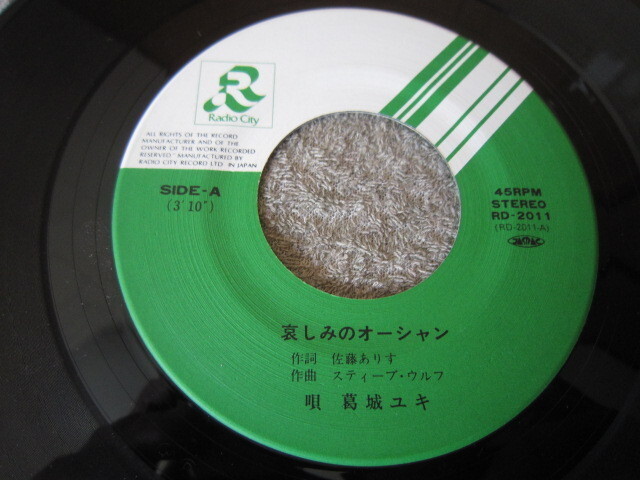 R
Radio City
ALL RIGHTS OF THE RECORD
MANUFACTURER AND OF THE
OWNER OF THE WORK RECORDED
RESERVED · MANUFACTURED BY
RADIO CITY RECORD LTD. IN JAPAN
SIDE-A
(3'10")
45RPM
STEREO
RD-2011
(RD-2011-A)
哀しみのオーシャン
作詞 佐藤ありす
作曲 スティーブ・ウルフ
唄 葛城ユキ